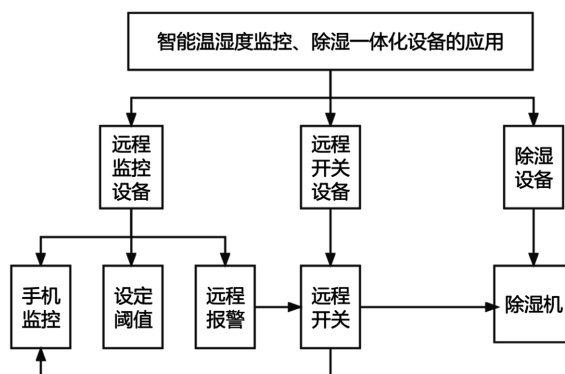 智能温湿度监控、除湿一体化设备的应用
远程
监控
设备
远程
开关
设备
除湿
设备
手机
监控
设定
阈值
远程
报警
远程
开关
除湿机